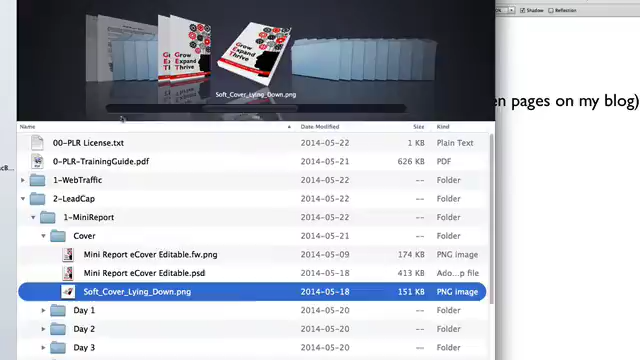 Shadow Reflection
Grow
Expand
Thrive
Grow
Expand
Thrive
Soft_Cover_Lying_Down.png
en pages on my blog)
Name Date Modified Size Kind
00-PLR License.txt 2014-05-22 1 KB Plain Text
0-PLR-TrainingGuide.pdf 2014-05-21 626 KB PDF
1-WebTraffic 2014-05-22 -- Folder
2-LeadCap 2014-05-22 -- Folder
1-MiniReport 2014-05-22 -- Folder
Cover 2014-05-21 -- Folder
Mini Report eCover Editable.fw.png 2014-05-09 174 KB PNG image
Mini Report eCover Editable.psd 2014-05-18 413 KB Ado...p file
Soft_Cover_Lying_Down.png 2014-05-18 151 KB PNG image
Day 1 2014-05-20 -- Folder
Day 2 2014-05-20 -- Folder
Day 3 2014-05-20 -- Folder